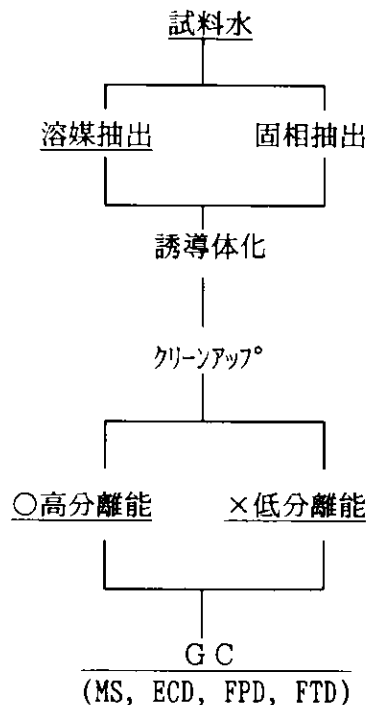 試料水
溶媒抽出 固相抽出
誘導体化
クリーンアップ
○高分離能 ×低分離能
GC
(MS, ECD, FPD, FTD)